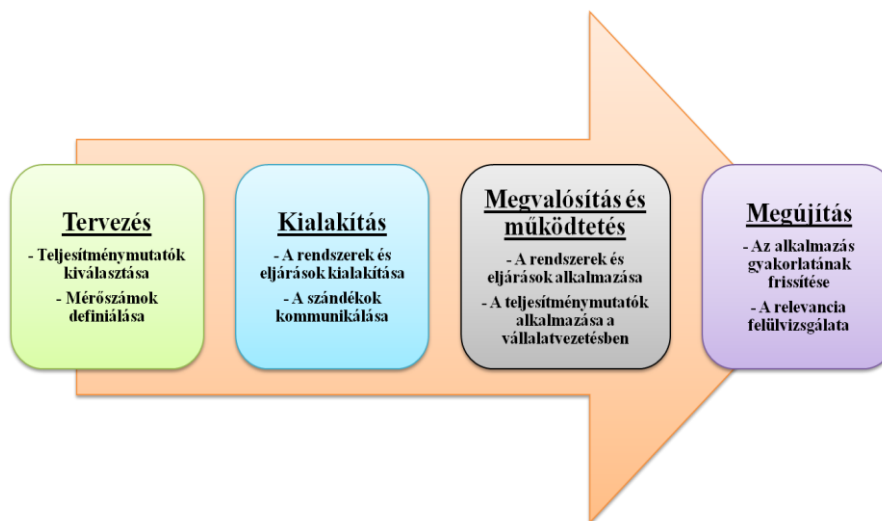 Tervezés
- Teljesítménymutatók
kiválasztása
- Mérőszámok
definiálása
Kialakítás
- A rendszerek és
eljárások kialakítása
- A szándékok
kommunikálása
Megvalósítás és
működtetés
- A rendszerek és
eljárások alkalmazása
- A teljesítménymutatók
alkalmazása a
vállalatvezetésben
Megújítás
- Az alkalmazás
gyakorlatának
frissítése
- A relevancia
felülvizsgálata